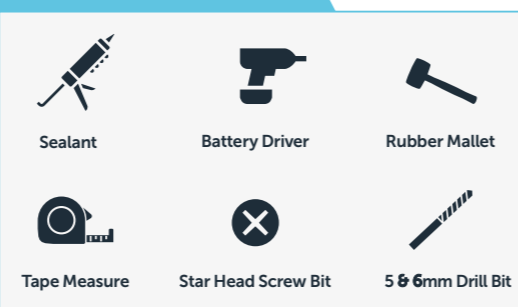 Sealant
Battery Driver
Rubber Mallet
Tape Measure
Star Head Screw Bit
5 & 6mm Drill Bit